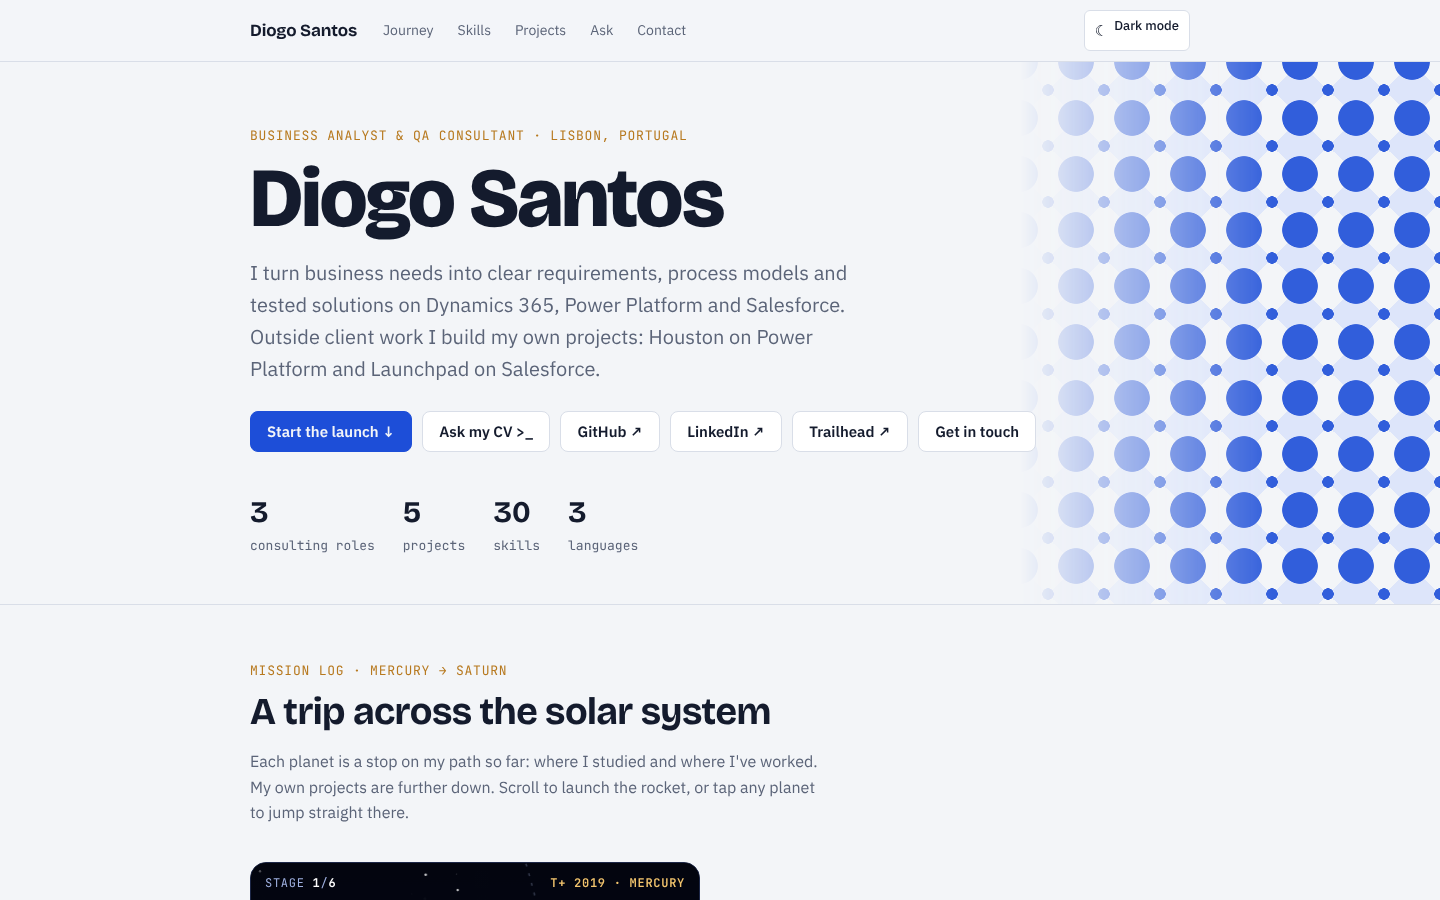 Diogo Santos
Journey
Skills
Projects
Ask
Contact
☾ Dark mode
BUSINESS ANALYST & QA CONSULTANT · LISBON, PORTUGAL
Diogo Santos
I turn business needs into clear requirements, process models and
tested solutions on Dynamics 365, Power Platform and Salesforce.
Outside client work I build my own projects: Houston on Power
Platform and Launchpad on Salesforce.
Start the launch ↓
Ask my CV >_
GitHub ↗
LinkedIn ↗
Trailhead ↗
Get in touch
3
consulting roles
5
projects
30
skills
3
languages
MISSION LOG · MERCURY → SATURN
A trip across the solar system
Each planet is a stop on my path so far: where I studied and where I've worked.
My own projects are further down. Scroll to launch the rocket, or tap any planet
to jump straight there.
STAGE 1/6
T+ 2019 · MERCURY